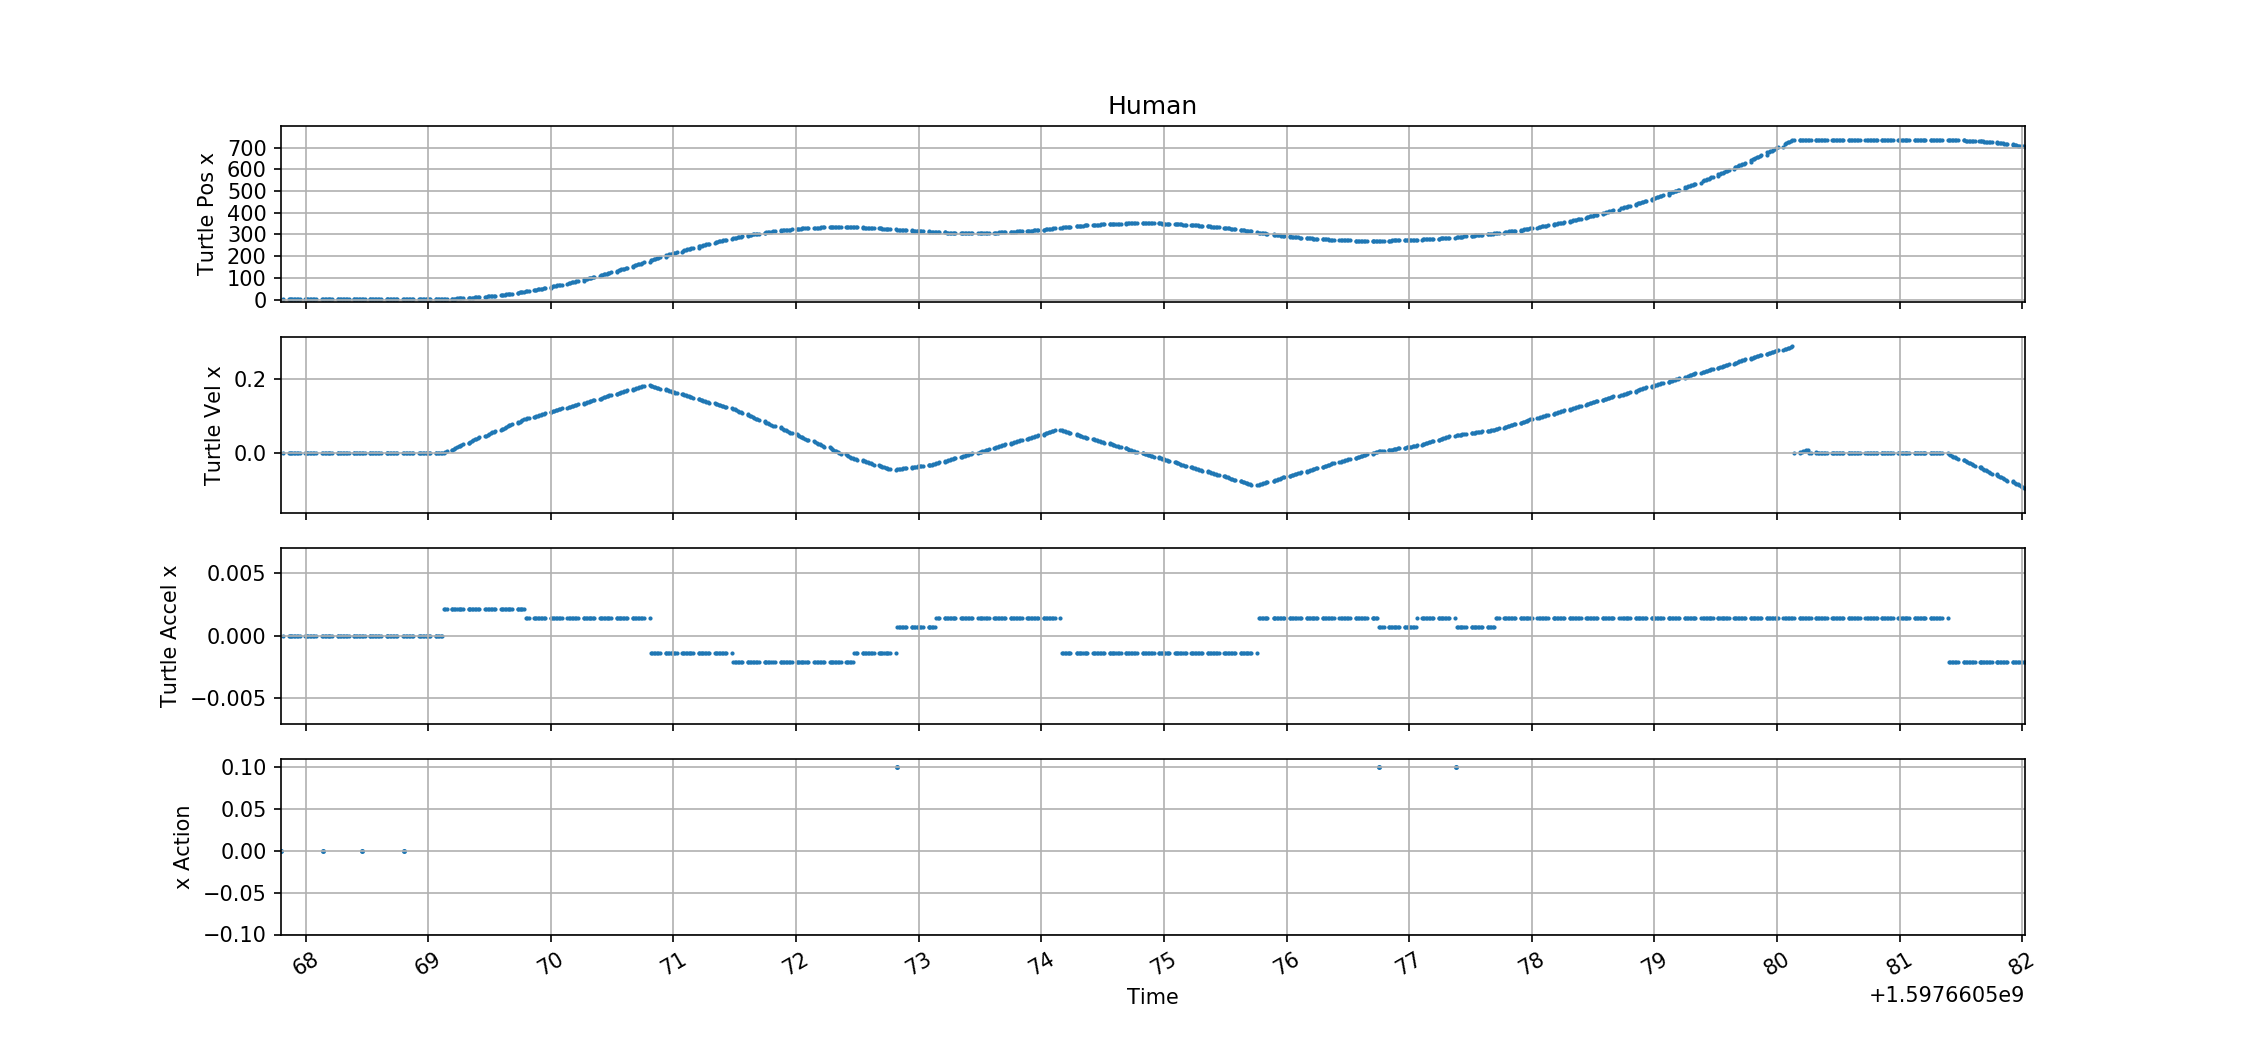 Human
Turtle Pos x
700
600
500
400
300
200
100
0
Turtle Vel x
0.2
0.0
Turtle Accel x
0.005
0.000
−0.005
x Action
0.10
0.05
0.00
−0.05
−0.10
68 69 70 71 72 73 74 75 76 77 78 79 80 81 82
Time
+1.5976605e9